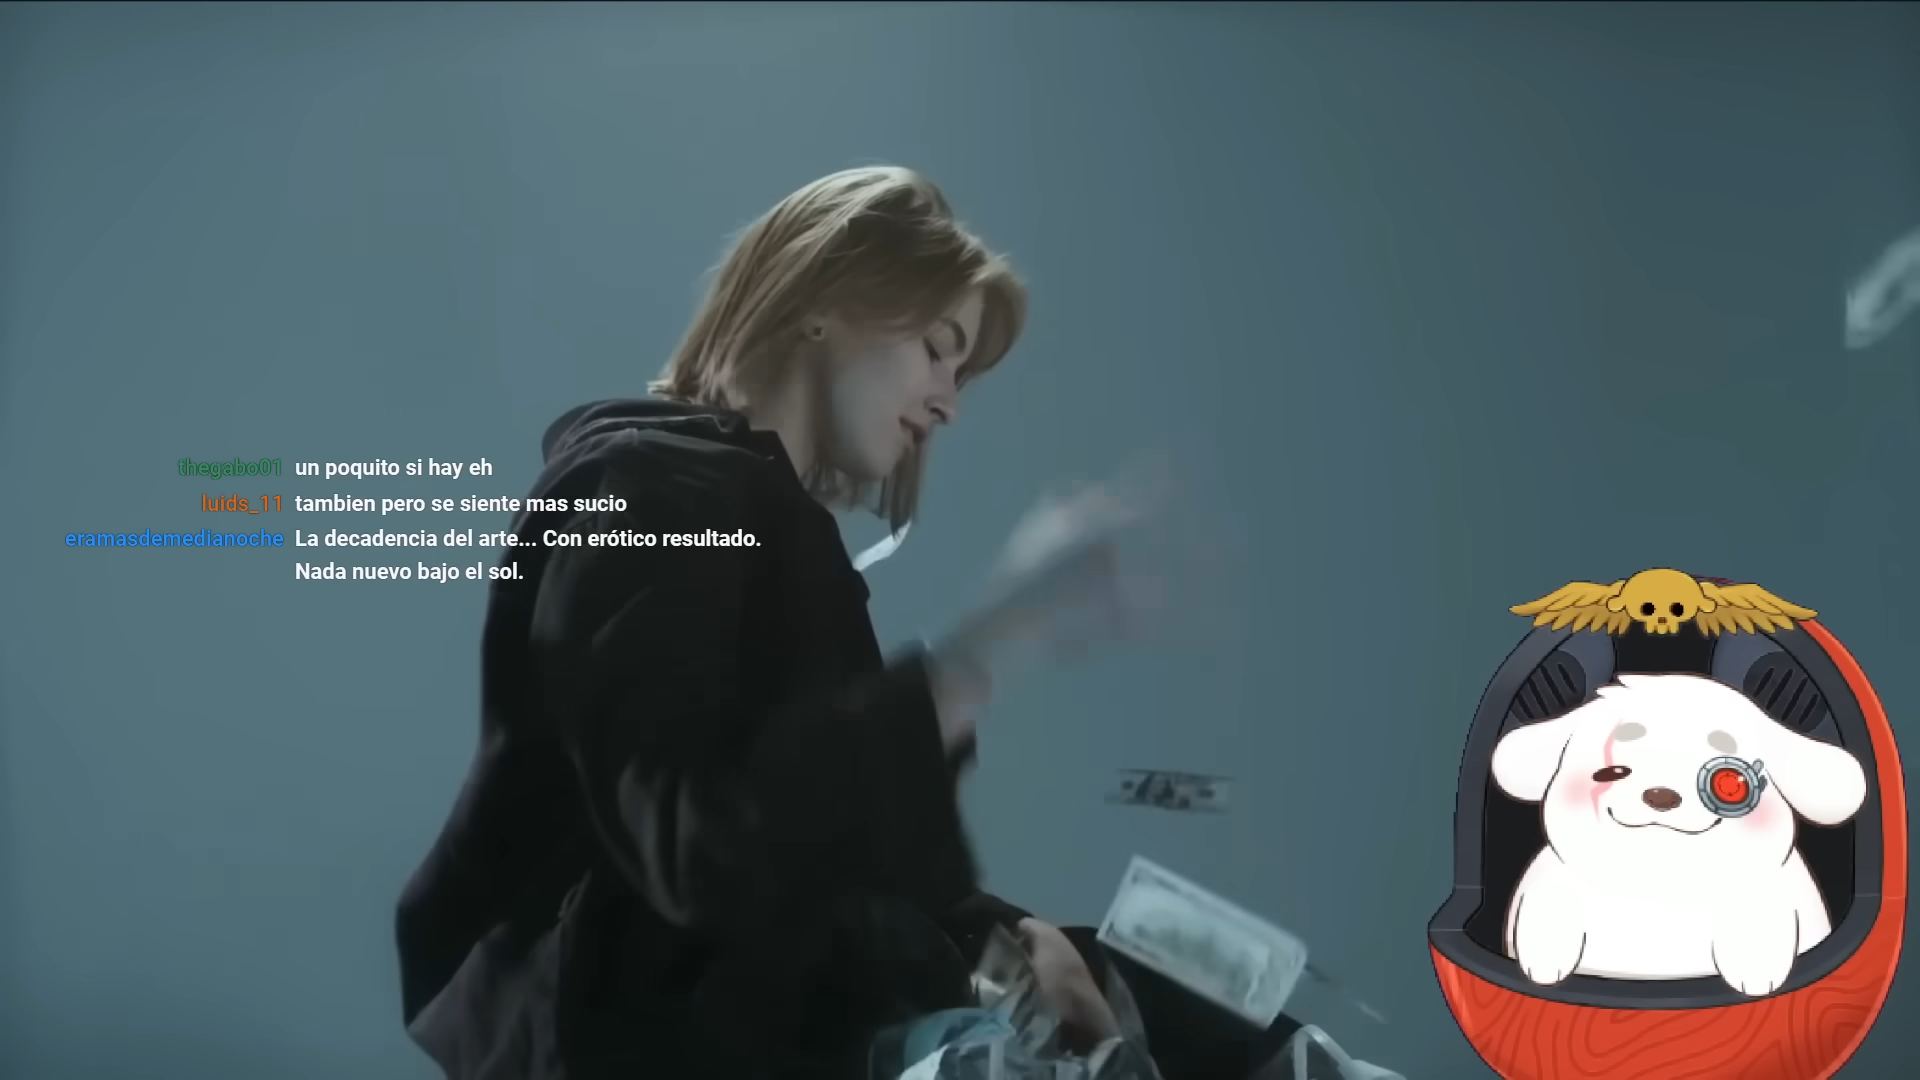 thegabo01 un poquito si hay eh
luids_11 tambien pero se siente mas sucio
eramasdemedianoche La decadencia del arte... Con erótico resultado.
Nada nuevo bajo el sol.